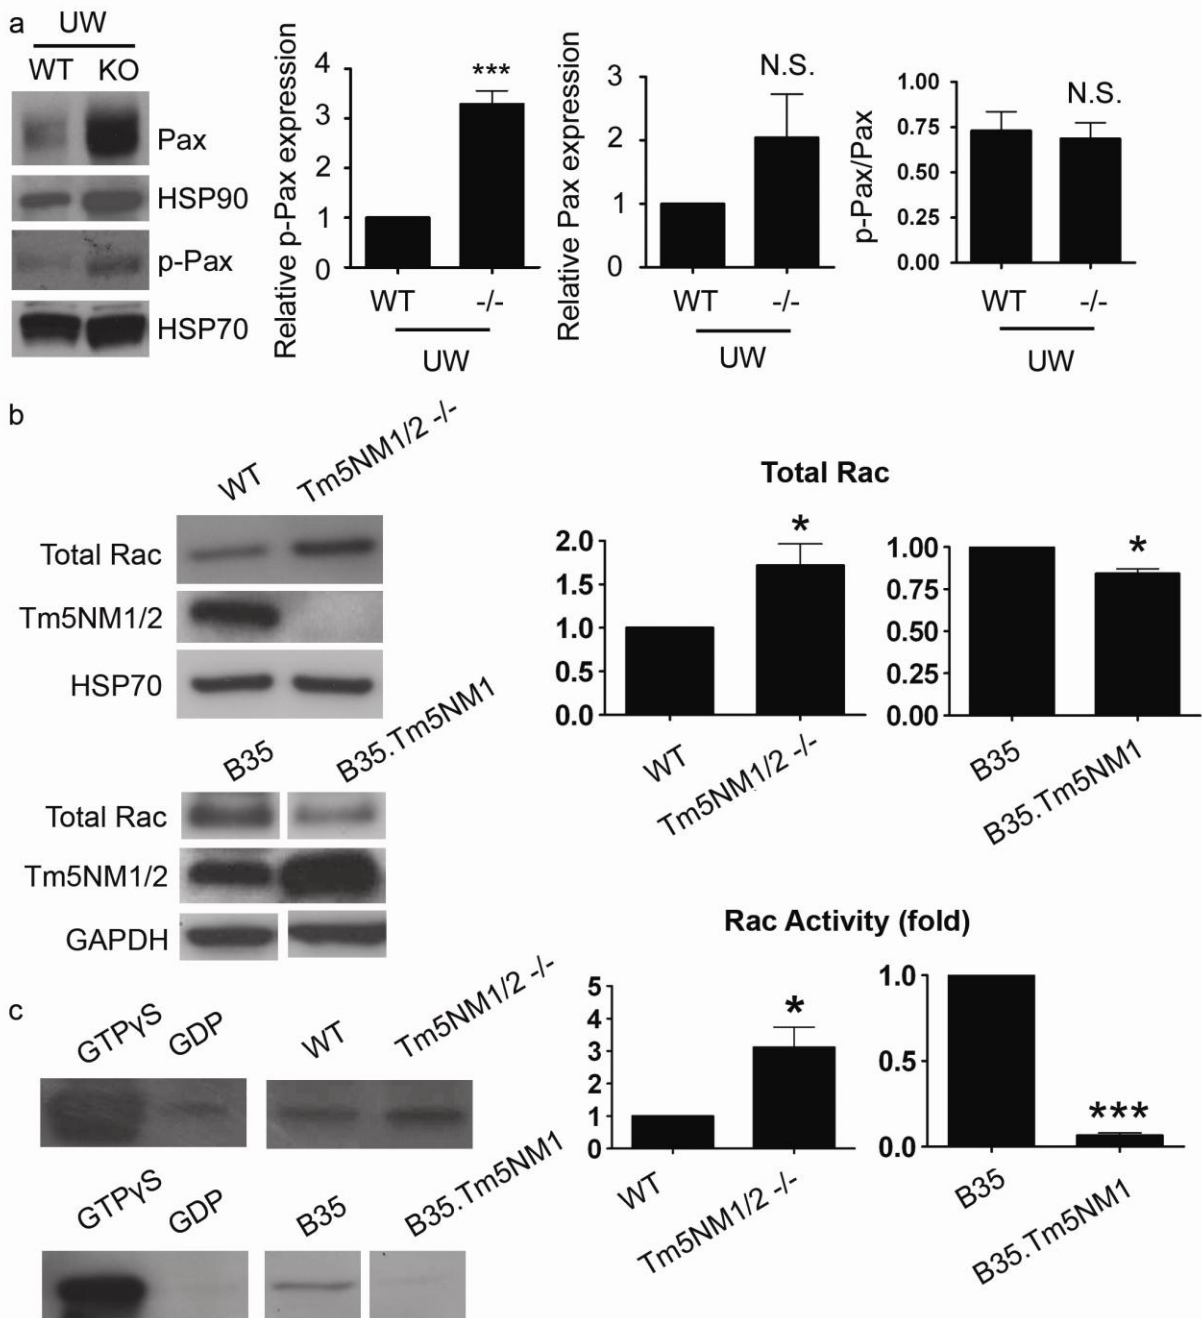 a
UW
WT KO
Pax
HSP90
p-Pax
HSP70
Relative p-Pax expression
4
3
2
1
0
***
WT -/-
UW
Relative Pax expression
3
2
1
0
N.S.
WT -/-
UW
p-Pax/Pax
1.00
0.75
0.50
0.25
0.00
N.S.
WT -/-
UW
b
WT Tm5NM1/2 -/-
Total Rac
Tm5NM1/2
HSP70
B35 B35.Tm5NM1
Total Rac
Tm5NM1/2
GAPDH
Total Rac
2.0
1.5
1.0
0.5
0.0
*
WT Tm5NM1/2 -/-
1.00
0.75
0.50
0.25
0.00
*
B35 B35.Tm5NM1
c
GTPγS GDP WT Tm5NM1/2 -/-
GTPγS GDP B35 B35.Tm5NM1
Rac Activity (fold)
5
4
3
2
1
0
*
WT Tm5NM1/2 -/-
1.0
0.5
0.0
***
B35 B35.Tm5NM1